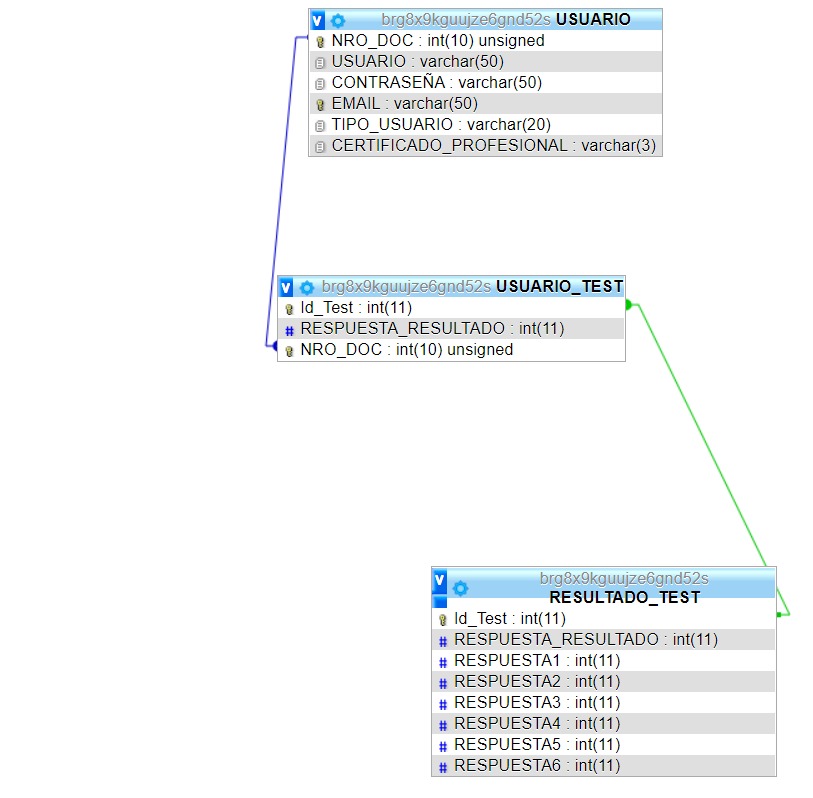 v brg8x9kguujze6gnd52s USUARIO
NRO_DOC : int(10) unsigned
USUARIO : varchar(50)
CONTRASEÑA : varchar(50)
EMAIL : varchar(50)
TIPO_USUARIO : varchar(20)
CERTIFICADO_PROFESIONAL : varchar(3)
v brg8x9kguujze6gnd52s USUARIO_TEST
Id_Test : int(11)
# RESPUESTA_RESULTADO : int(11)
NRO_DOC : int(10) unsigned
v brg8x9kguujze6gnd52s
RESULTADO_TEST
Id_Test : int(11)
# RESPUESTA_RESULTADO : int(11)
# RESPUESTA1 : int(11)
# RESPUESTA2 : int(11)
# RESPUESTA3 : int(11)
# RESPUESTA4 : int(11)
# RESPUESTA5 : int(11)
# RESPUESTA6 : int(11)